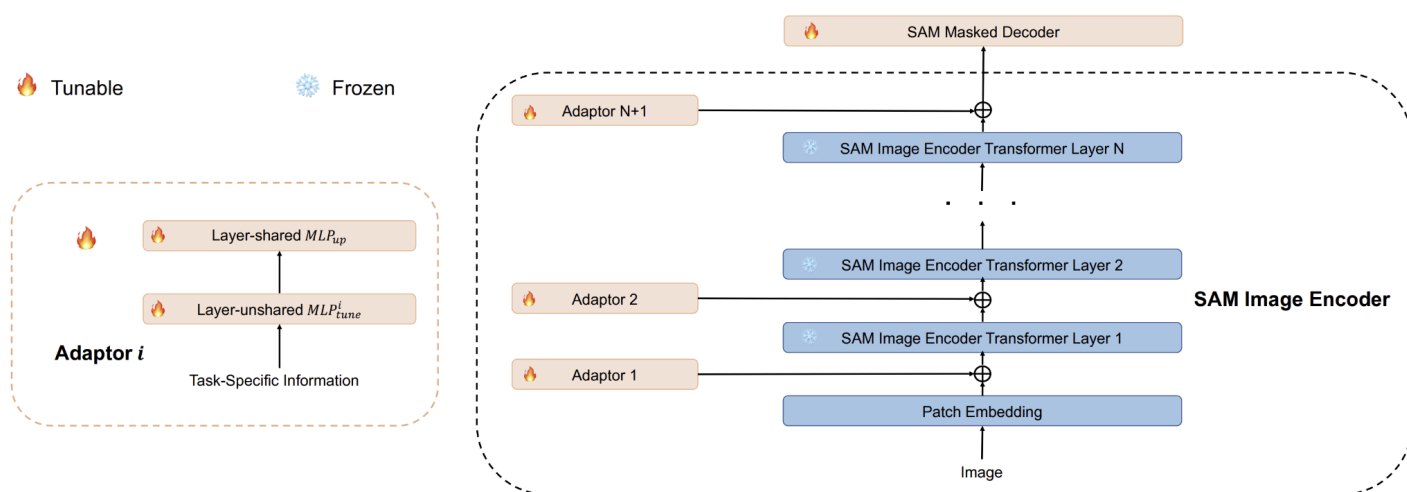 Tunable
Frozen
Layer-shared MLP_up
Layer-unshared MLP^i_tune
Adaptor i
Task-Specific Information
SAM Masked Decoder
Adaptor N+1
SAM Image Encoder Transformer Layer N
. . .
SAM Image Encoder Transformer Layer 2
Adaptor 2
SAM Image Encoder
SAM Image Encoder Transformer Layer 1
Adaptor 1
Patch Embedding
Image